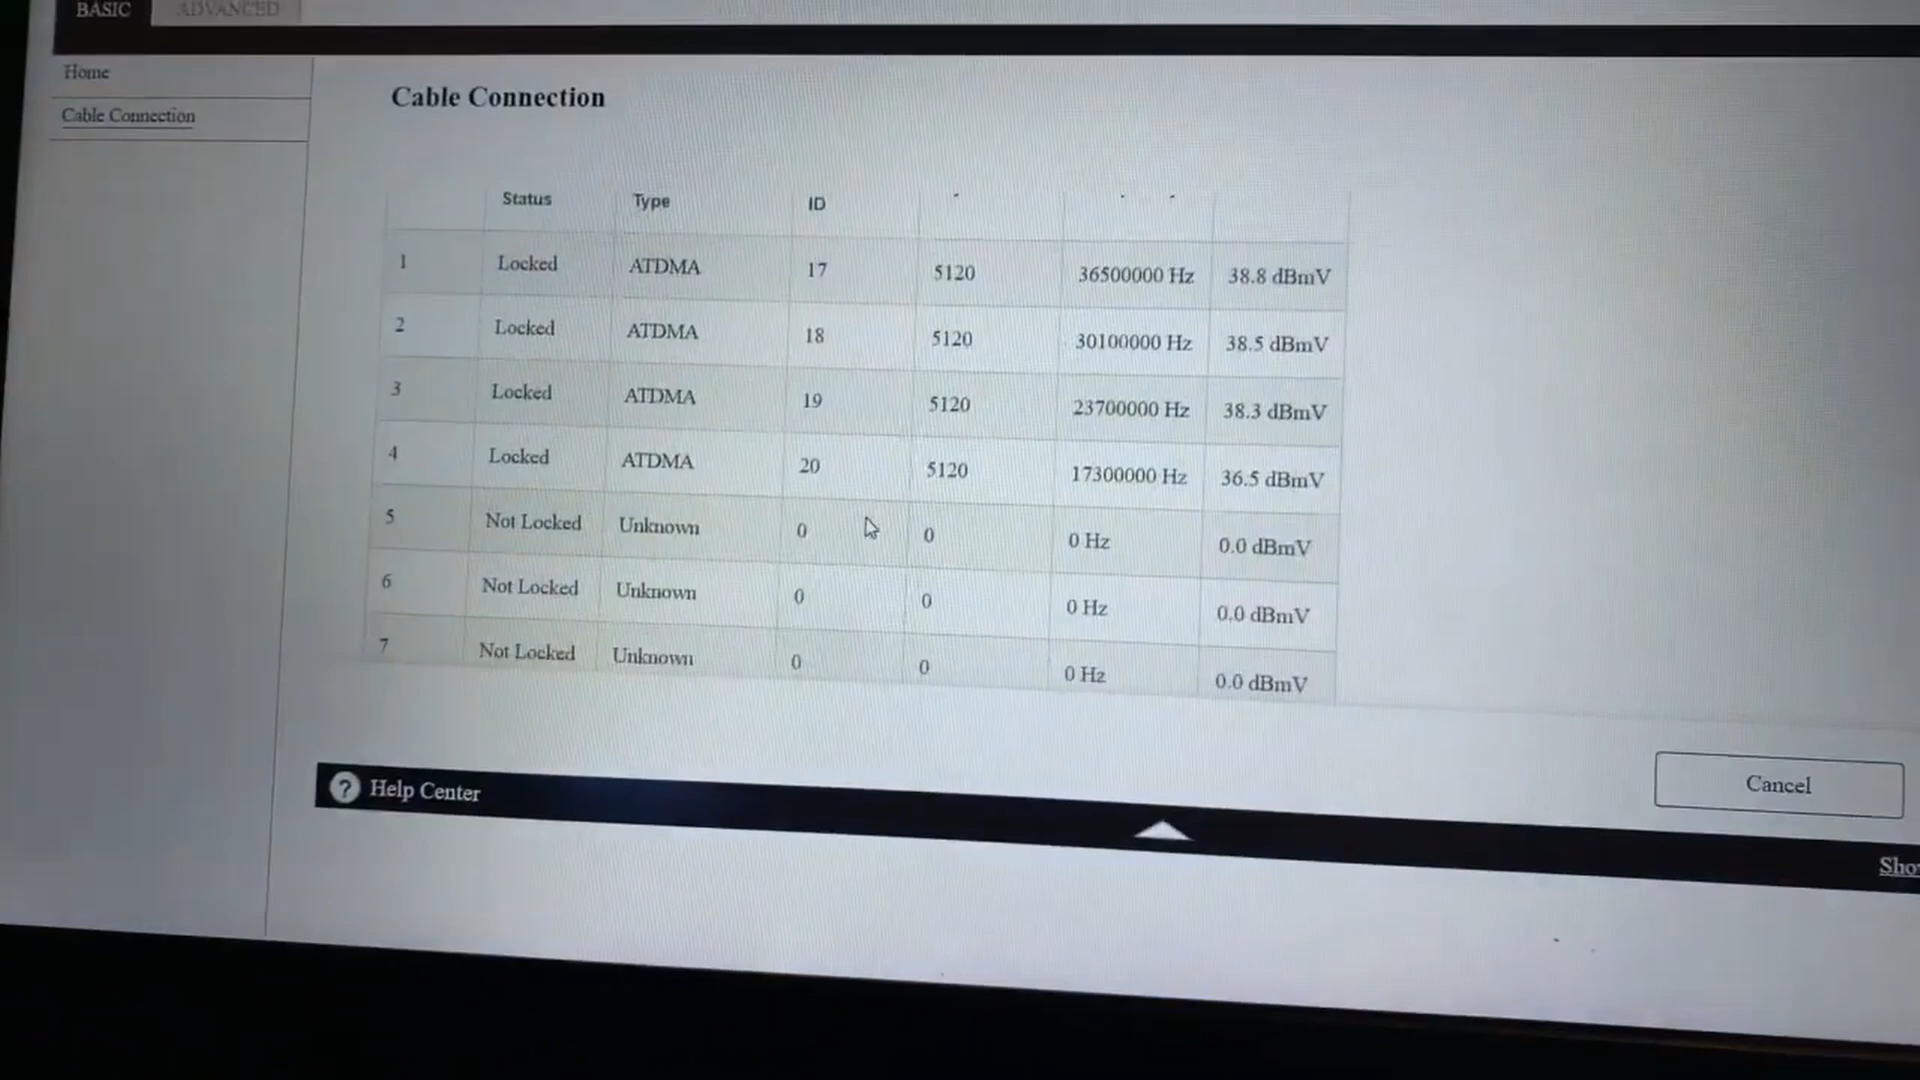 BASIC ADVANCED
Home
Cable Connection
Cable Connection
Status Type ID
1 Locked ATDMA 17 5120 36500000 Hz 38.8 dBmV
2 Locked ATDMA 18 5120 30100000 Hz 38.5 dBmV
3 Locked ATDMA 19 5120 23700000 Hz 38.3 dBmV
4 Locked ATDMA 20 5120 17300000 Hz 36.5 dBmV
5 Not Locked Unknown 0 0 0 Hz 0.0 dBmV
6 Not Locked Unknown 0 0 0 Hz 0.0 dBmV
7 Not Locked Unknown 0 0 0 Hz 0.0 dBmV
Cancel
? Help Center